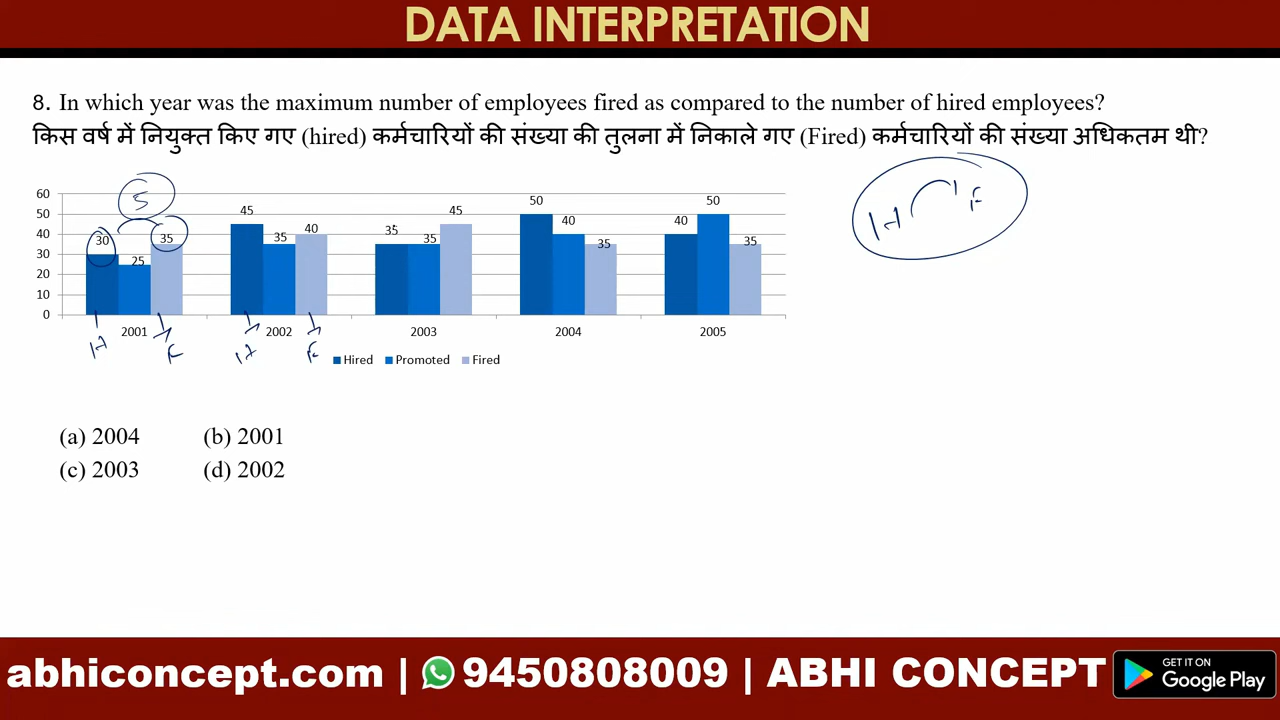 DATA INTERPRETATION
8. In which year was the maximum number of employees fired as compared to the number of hired employees?
किस वर्ष में नियुक्त किए गए (hired) कर्मचारियों की संख्या की तुलना में निकाले गए (Fired) कर्मचारियों की संख्या अधिकतम थी?
60
50
40
30
20
10
0
30 25 35
45 35 40
35 35 45
50 40 35
40 50 35
5
H F
2001 2002 2003 2004 2005
H F H F
Hired Promoted Fired
(a) 2004 (b) 2001
(c) 2003 (d) 2002
abhiconcept.com | 9450808009 | ABHI CONCEPT
GET IT ON
Google Play